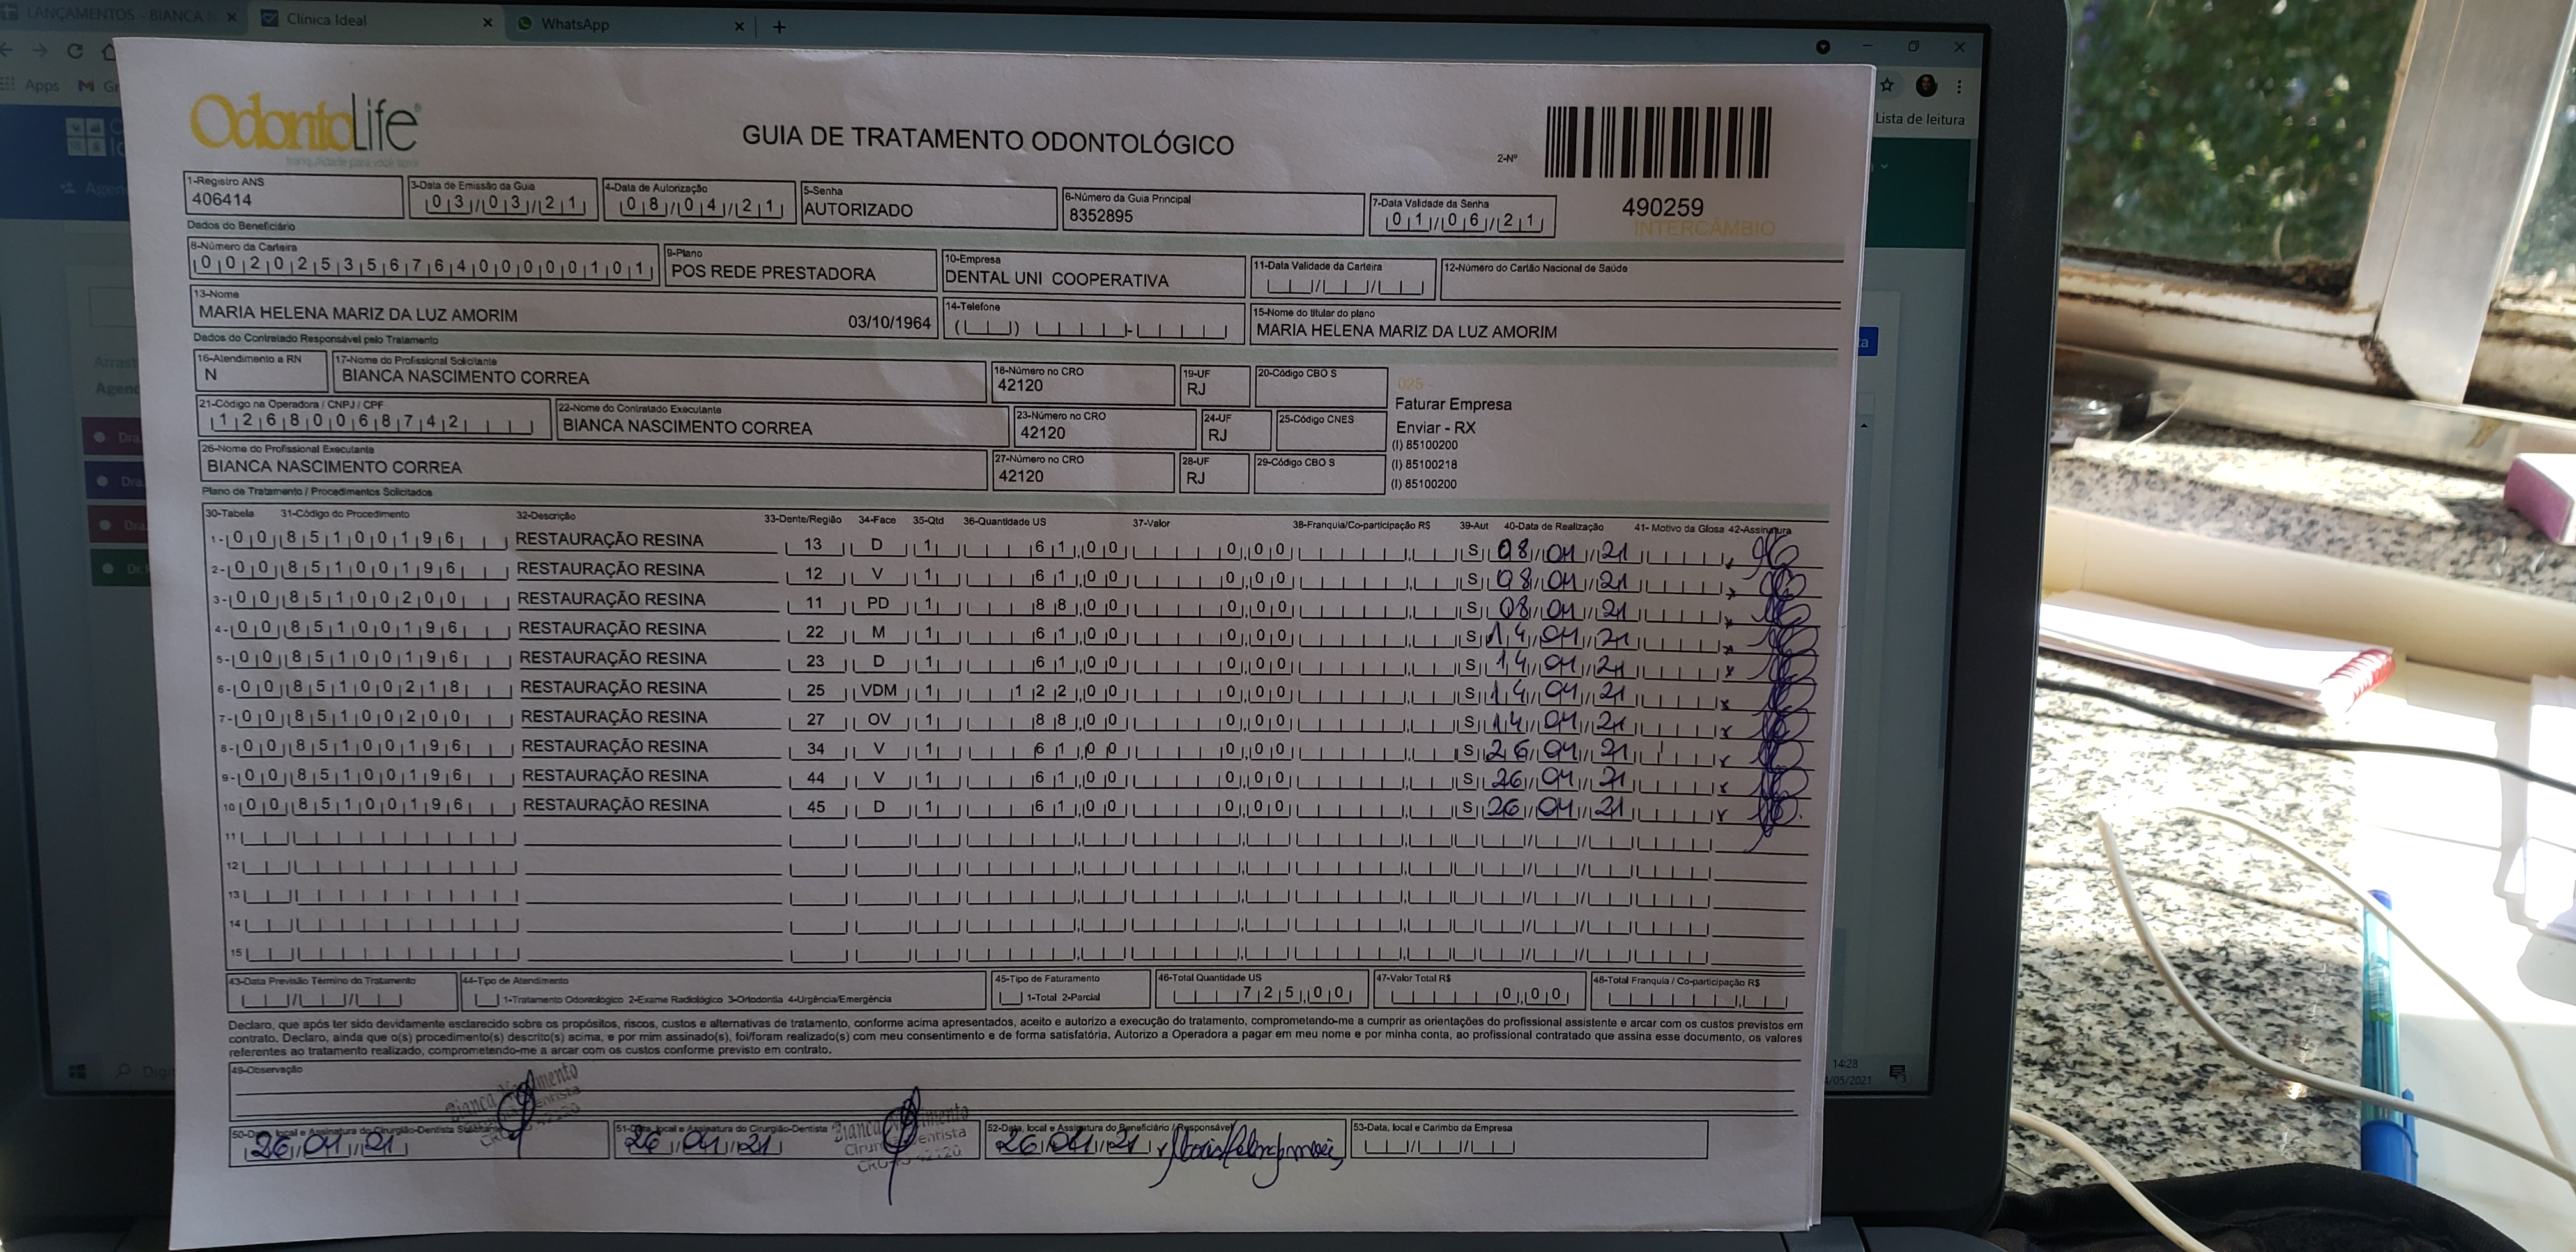 LANÇAMENTOS - BIANCA N
Clínica Ideal
WhatsApp
Apps
Lista de leitura
OdontoLife
tranquilidade para você sorrir
GUIA DE TRATAMENTO ODONTOLÓGICO
2-Nº
490259
INTERCÂMBIO
1-Registro ANS
406414
3-Data de Emissão da Guia
03/03/21
4-Data de Autorização
08/04/21
5-Senha
AUTORIZADO
6-Número da Guia Principal
8352895
7-Data Validade da Senha
01/06/21
Dados do Beneficiário
8-Número da Carteira
00202535676400000101
9-Plano
POS REDE PRESTADORA
10-Empresa
DENTAL UNI COOPERATIVA
11-Data Validade da Carteira
12-Número do Cartão Nacional de Saúde
13-Nome
MARIA HELENA MARIZ DA LUZ AMORIM 03/10/1964
14-Telefone
15-Nome do titular do plano
MARIA HELENA MARIZ DA LUZ AMORIM
Dados do Contratado Responsável pelo Tratamento
16-Atendimento a RN
N
17-Nome do Profissional Solicitante
BIANCA NASCIMENTO CORREA
18-Número no CRO
42120
19-UF
RJ
20-Código CBO S
025 -
Faturar Empresa
Enviar - RX
(I) 85100200
(I) 85100218
(I) 85100200
21-Código na Operadora / CNPJ / CPF
12680068742
22-Nome do Contratado Executante
BIANCA NASCIMENTO CORREA
23-Número no CRO
42120
24-UF
RJ
25-Código CNES
26-Nome do Profissional Executante
BIANCA NASCIMENTO CORREA
27-Número no CRO
42120
28-UF
RJ
29-Código CBO S
Plano de Tratamento / Procedimentos Solicitados
30-Tabela 31-Código do Procedimento 32-Descrição 33-Dente/Região 34-Face 35-Qtd 36-Quantidade US 37-Valor 38-Franquia/Co-participação R$ 39-Aut 40-Data de Realização 41- Motivo da Glosa 42-Assinatura
1- 00 85100196 RESTAURAÇÃO RESINA 13 D 1 61,00 0,00 S 08/04/21
2- 00 85100196 RESTAURAÇÃO RESINA 12 V 1 61,00 0,00 S 08/04/21
3- 00 85100200 RESTAURAÇÃO RESINA 11 PD 1 88,00 0,00 S 08/04/21
4- 00 85100196 RESTAURAÇÃO RESINA 22 M 1 61,00 0,00 S 14/04/21
5- 00 85100196 RESTAURAÇÃO RESINA 23 D 1 61,00 0,00 S 14/04/21
6- 00 85100218 RESTAURAÇÃO RESINA 25 VDM 1 122,00 0,00 S 14/04/21
7- 00 85100200 RESTAURAÇÃO RESINA 27 OV 1 88,00 0,00 S 14/04/21
8- 00 85100196 RESTAURAÇÃO RESINA 34 V 1 61,00 0,00 S 26/04/21
9- 00 85100196 RESTAURAÇÃO RESINA 44 V 1 61,00 0,00 S 26/04/21
10 00 85100196 RESTAURAÇÃO RESINA 45 D 1 61,00 0,00 S 26/04/21
11
12
13
14
15
43-Data Previsão Término do Tratamento
44-Tipo de Atendimento
1-Tratamento Odontológico 2-Exame Radiológico 3-Ortodontia 4-Urgência/Emergência
45-Tipo de Faturamento
1-Total 2-Parcial
46-Total Quantidade US
725,00
47-Valor Total R$
0,00
48-Total Franquia / Co-participação R$
Declaro, que após ter sido devidamente esclarecido sobre os propósitos, riscos, custos e alternativas de tratamento, conforme acima apresentados, aceito e autorizo a execução do tratamento, comprometendo-me a cumprir as orientações do profissional assistente e arcar com os custos previstos em
contrato. Declaro, ainda que o(s) procedimento(s) descrito(s) acima, e por mim assinado(s), foi/foram realizado(s) com meu consentimento e de forma satisfatória. Autorizo a Operadora a pagar em meu nome e por minha conta, ao profissional contratado que assina esse documento, os valores
referentes ao tratamento realizado, comprometendo-me a arcar com os custos conforme previsto em contrato.
49-Observação
50-Data, local e Assinatura do Cirurgião-Dentista Solicitante
26/04/21
51-Data, local e Assinatura do Cirurgião-Dentista
26/04/21
Bianca Nascimento
Cirurgiã Dentista
52-Data, local e Assinatura do Beneficiário / Responsável
26/04/21
53-Data, local e Carimbo da Empresa
14:28
/05/2021